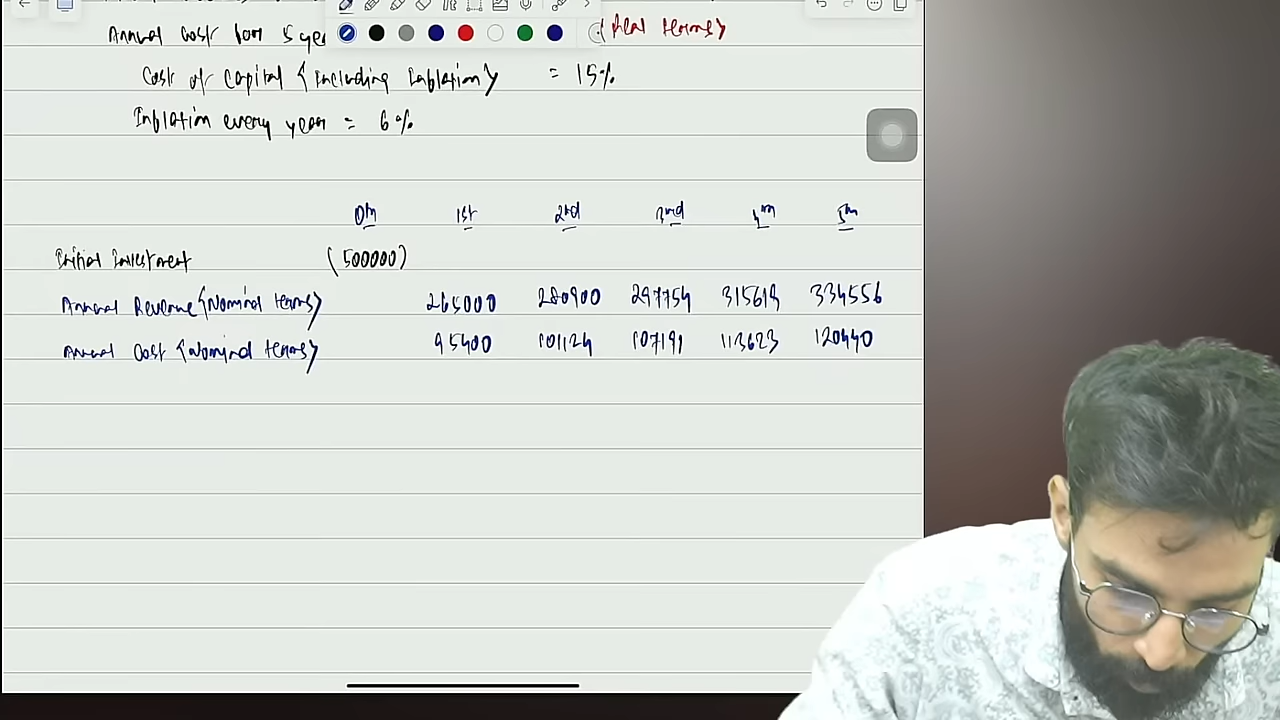 Annual Cost for 5 yea (Real terms)
Cost of Capital {Including Inflation} = 15%
Inflation every year = 6%
0th 1st 2nd 3rd 4th 5th
Initial Investment (500000)
Annual Revenue {Nominal terms} 265000 280900 297754 315619 334556
Annual Cost {Nominal terms} 95400 101124 107191 113623 120440